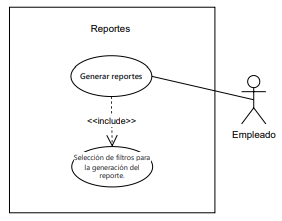 Reportes
Generar reportes
<<include>>
Empleado
Selección de filtros para
la generación del
reporte.